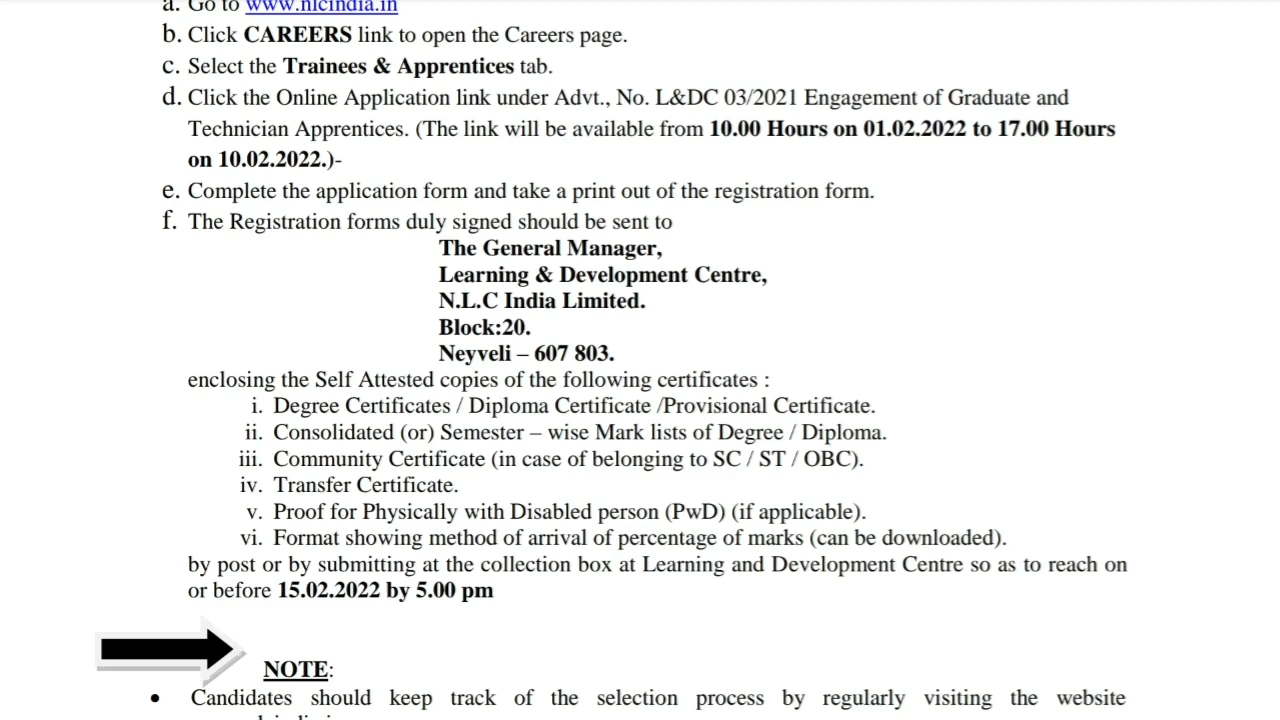 a. Go to www.nlcindia.in
b. Click CAREERS link to open the Careers page.
c. Select the Trainees & Apprentices tab.
d. Click the Online Application link under Advt., No. L&DC 03/2021 Engagement of Graduate and
Technician Apprentices. (The link will be available from 10.00 Hours on 01.02.2022 to 17.00 Hours
on 10.02.2022.)-
e. Complete the application form and take a print out of the registration form.
f. The Registration forms duly signed should be sent to
The General Manager,
Learning & Development Centre,
N.L.C India Limited.
Block:20.
Neyveli – 607 803.
enclosing the Self Attested copies of the following certificates :
i. Degree Certificates / Diploma Certificate /Provisional Certificate.
ii. Consolidated (or) Semester – wise Mark lists of Degree / Diploma.
iii. Community Certificate (in case of belonging to SC / ST / OBC).
iv. Transfer Certificate.
v. Proof for Physically with Disabled person (PwD) (if applicable).
vi. Format showing method of arrival of percentage of marks (can be downloaded).
by post or by submitting at the collection box at Learning and Development Centre so as to reach on
or before 15.02.2022 by 5.00 pm
NOTE:
• Candidates should keep track of the selection process by regularly visiting the website